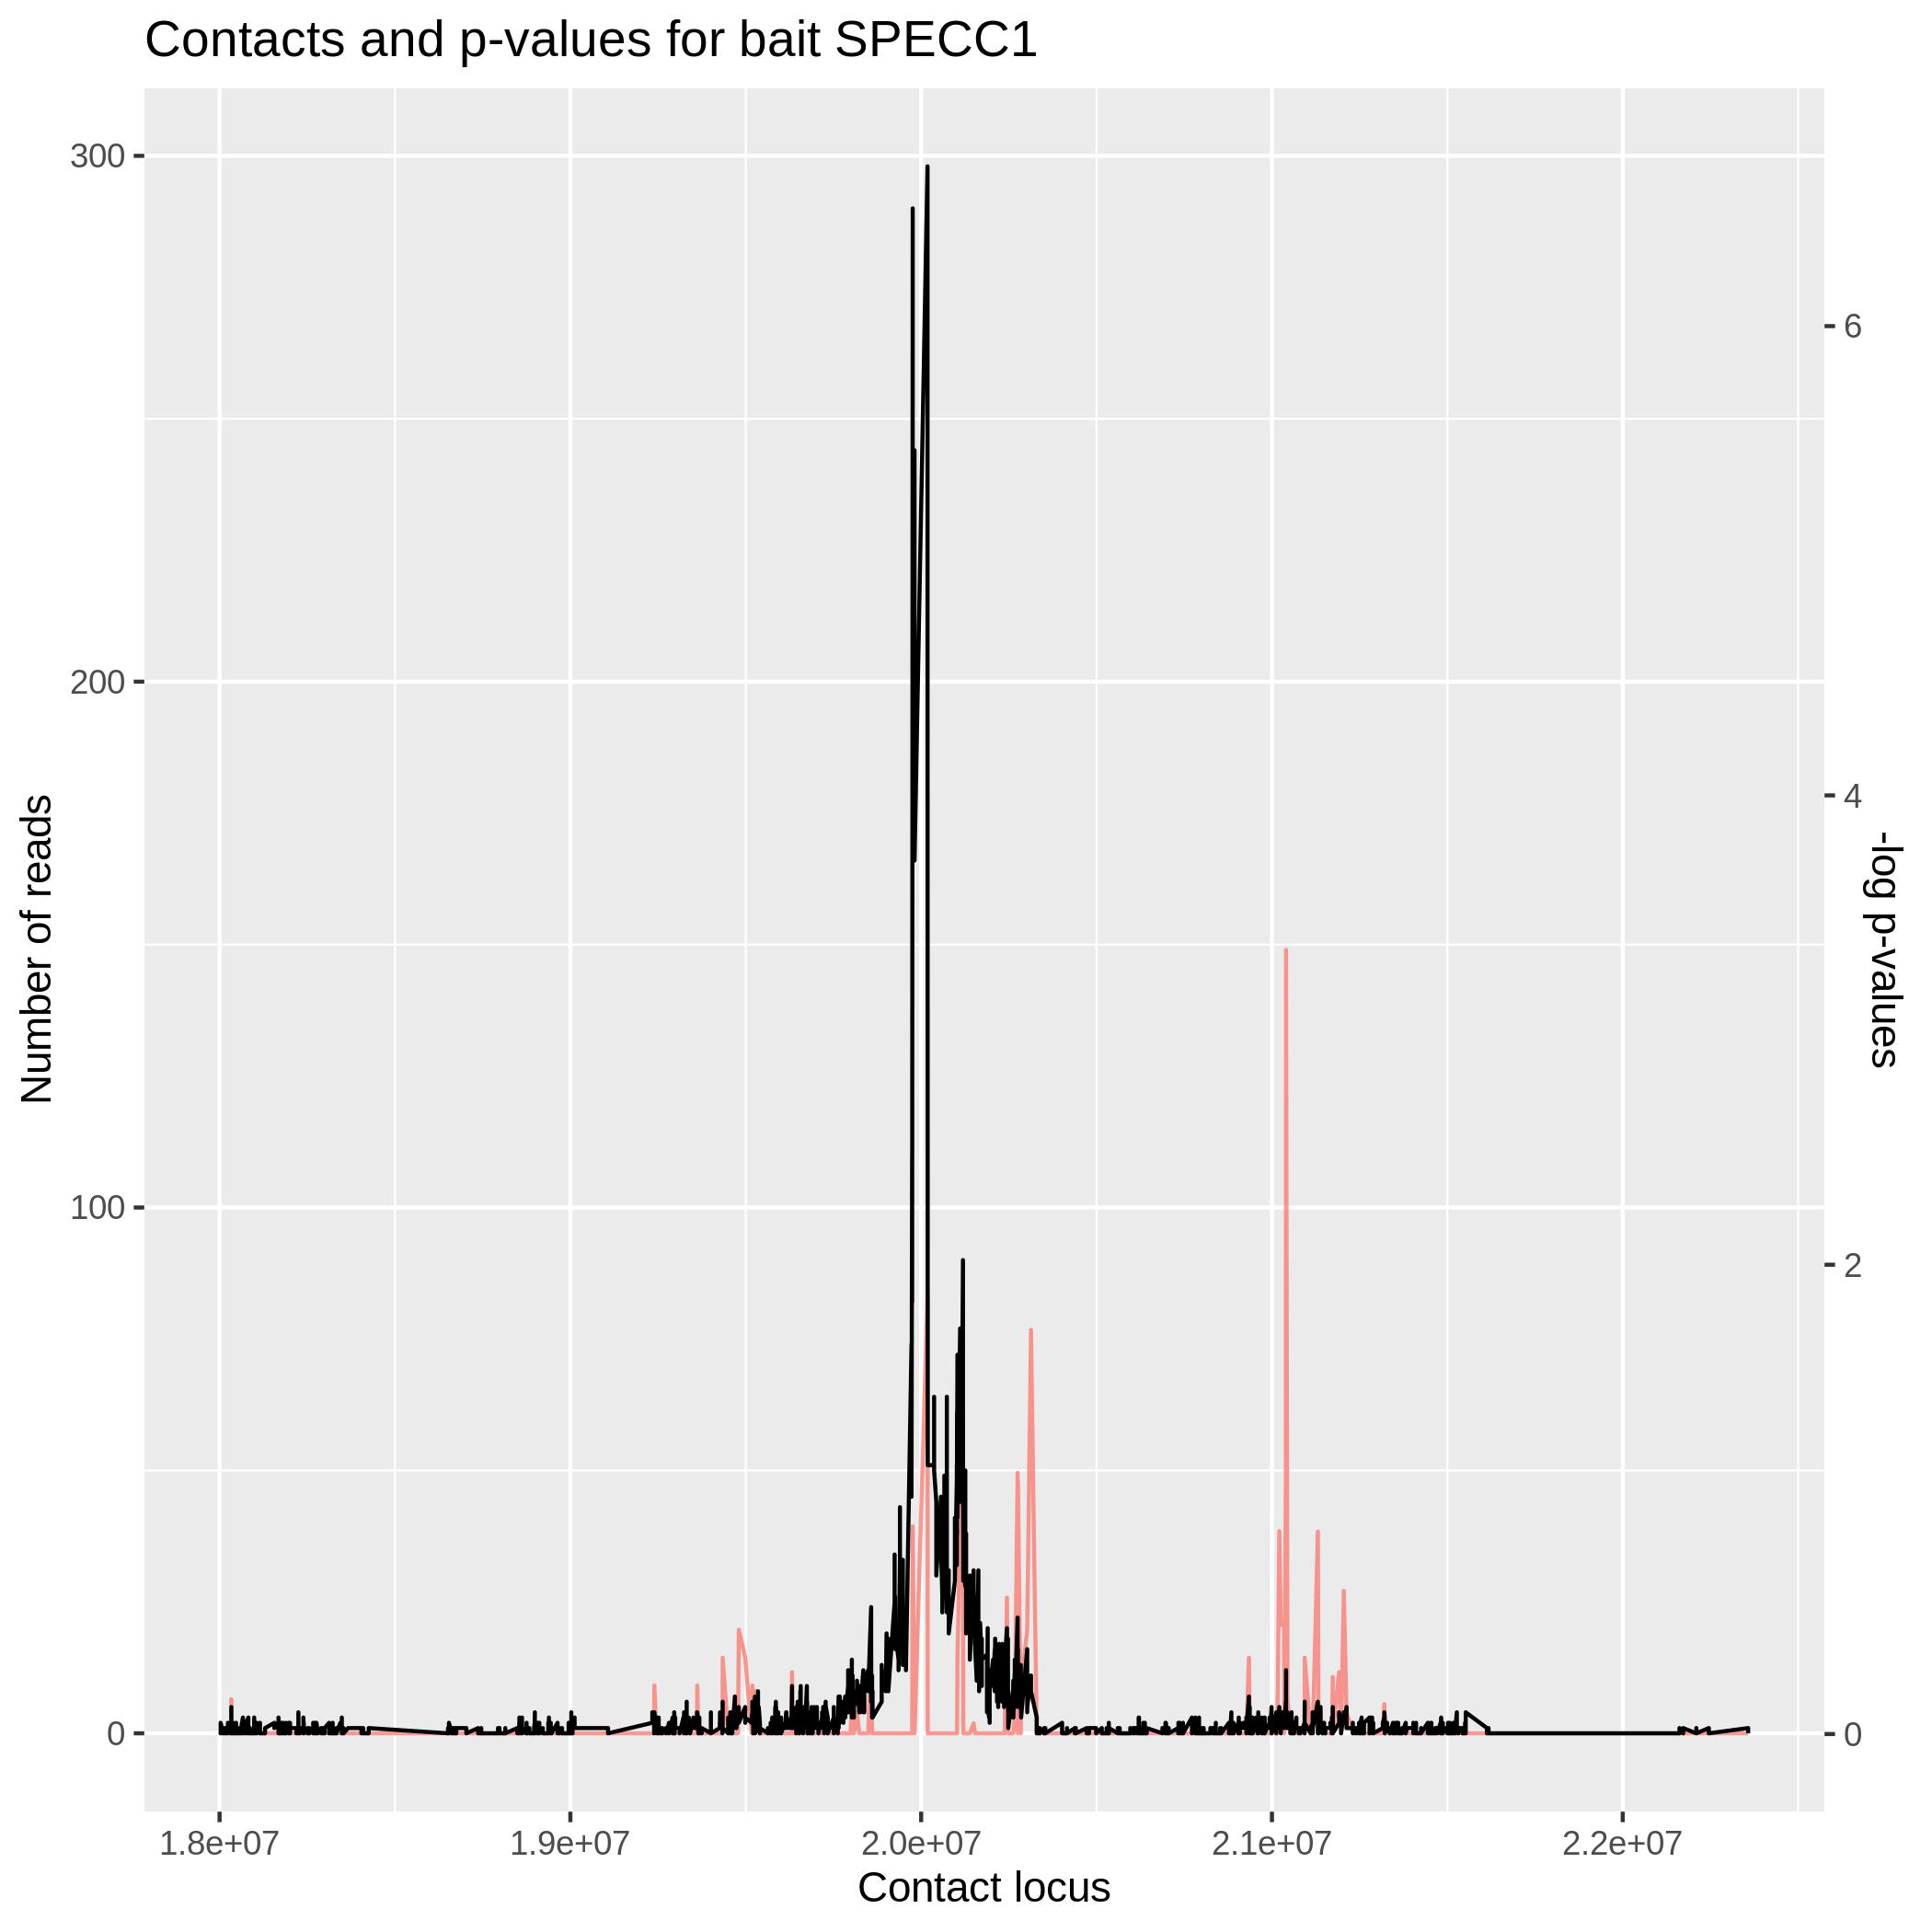 Contacts and p-values for bait SPECC1
300
200
100
0
Number of reads
6
4
2
0
-log p-values
1.8e+07 1.9e+07 2.0e+07 2.1e+07 2.2e+07
Contact locus